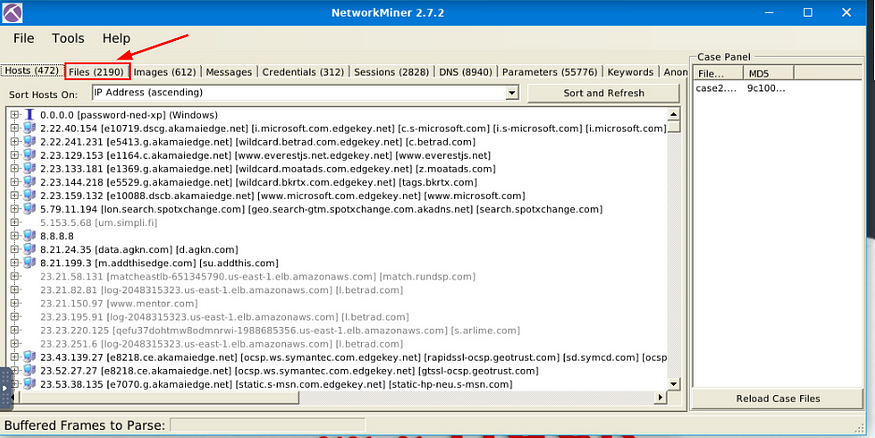 NetworkMiner 2.7.2
File Tools Help
Hosts (472) Files (2190) Images (612) Messages Credentials (312) Sessions (2828) DNS (8940) Parameters (55776) Keywords Anon
Sort Hosts On: IP Address (ascending) Sort and Refresh
0.0.0.0 [password-ned-xp] (Windows)
2.22.40.154 [e10719.dscg.akamaiedge.net] [i.microsoft.com.edgekey.net] [c.s-microsoft.com] [i.s-microsoft.com] [i.microsoft.com]
2.22.241.231 [e5413.g.akamaiedge.net] [wildcard.betrad.com.edgekey.net] [c.betrad.com]
2.23.129.153 [e1164.c.akamaiedge.net] [www.everestjs.net.edgekey.net] [www.everestjs.net]
2.23.133.181 [e1369.g.akamaiedge.net] [wildcard.moatads.com.edgekey.net] [z.moatads.com]
2.23.144.218 [e5529.g.akamaiedge.net] [wildcard.bkrtx.com.edgekey.net] [tags.bkrtx.com]
2.23.159.132 [e10088.dscb.akamaiedge.net] [www.microsoft.com.edgekey.net] [www.microsoft.com]
5.79.11.194 [lon.search.spotxchange.com] [geo.search-gtm.spotxchange.com.akadns.net] [search.spotxchange.com]
5.153.5.68 [um.simpli.fi]
8.8.8.8
8.21.24.35 [data.agkn.com] [d.agkn.com]
8.21.199.3 [m.addthisedge.com] [su.addthis.com]
23.21.58.131 [matcheastlb-651345790.us-east-1.elb.amazonaws.com] [match.rundsp.com]
23.21.82.81 [log-2048315323.us-east-1.elb.amazonaws.com] [l.betrad.com]
23.21.150.97 [www.mentor.com]
23.23.195.91 [log-2048315323.us-east-1.elb.amazonaws.com] [l.betrad.com]
23.23.220.125 [qefu37dohtmw8odmnrwi-1988685356.us-east-1.elb.amazonaws.com] [s.arlime.com]
23.23.251.6 [log-2048315323.us-east-1.elb.amazonaws.com] [l.betrad.com]
23.43.139.27 [e8218.ce.akamaiedge.net] [ocsp.ws.symantec.com.edgekey.net] [rapidssl-ocsp.geotrust.com] [sd.symcd.com] [ocsp
23.52.27.27 [e8218.ce.akamaiedge.net] [ocsp.ws.symantec.com.edgekey.net] [gtssl-ocsp.geotrust.com]
23.53.38.135 [e7070.g.akamaiedge.net] [static.s-msn.com.edgekey.net] [static-hp-neu.s-msn.com]
Case Panel
File... MD5
case2.... 9c100...
Reload Case Files
Buffered Frames to Parse: